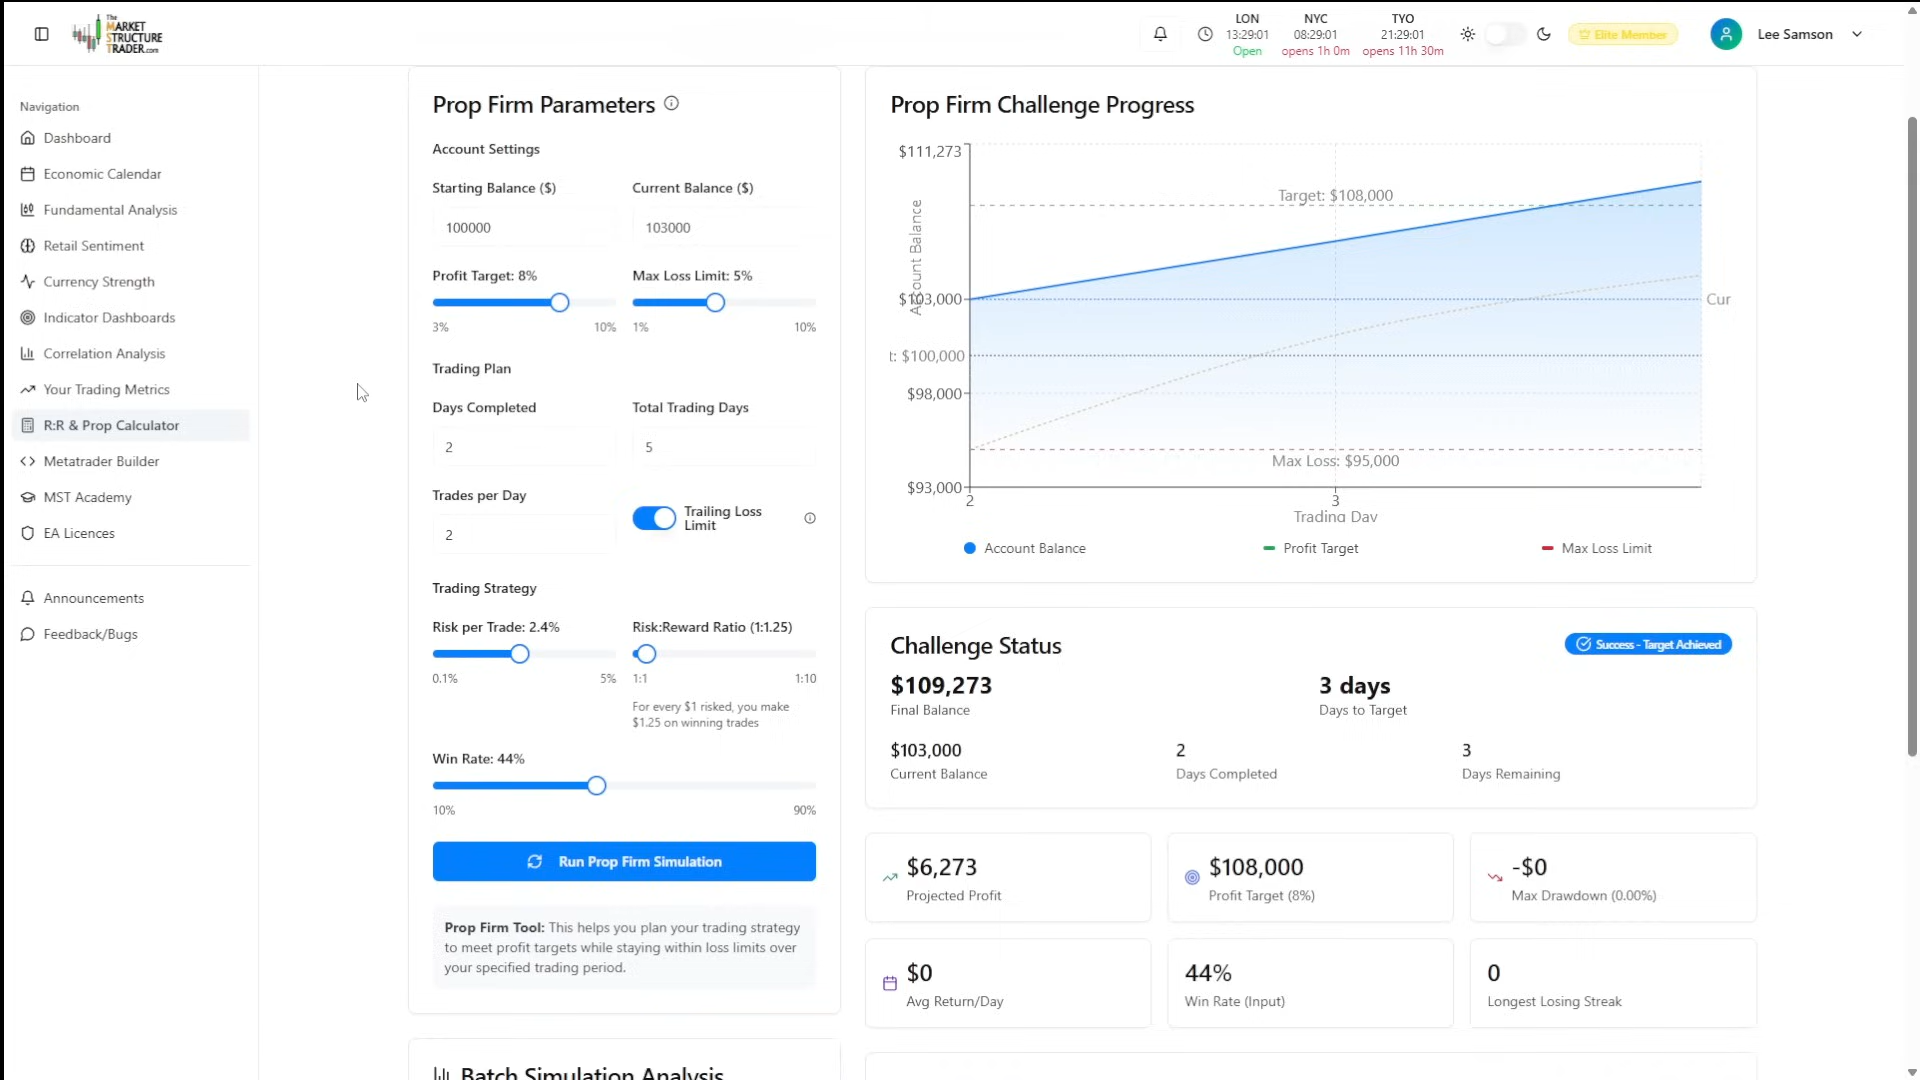 The
MARKET
STRUCTURE
TRADER.com
LON
13:29:01
Open
NYC
08:29:01
opens 1h 0m
TYO
21:29:01
opens 11h 30m
Elite Member
Lee Samson
Navigation
Dashboard
Economic Calendar
Fundamental Analysis
Retail Sentiment
Currency Strength
Indicator Dashboards
Correlation Analysis
Your Trading Metrics
R:R & Prop Calculator
Metatrader Builder
MST Academy
EA Licences
Announcements
Feedback/Bugs
Prop Firm Parameters
Account Settings
Starting Balance ($)
Current Balance ($)
100000
103000
Profit Target: 8%
Max Loss Limit: 5%
3%
10%
1%
10%
Trading Plan
Days Completed
Total Trading Days
2
5
Trades per Day
2
Trailing Loss
Limit
Trading Strategy
Risk per Trade: 2.4%
Risk:Reward Ratio (1:1.25)
0.1%
5%
1:1
1:10
For every $1 risked, you make
$1.25 on winning trades
Win Rate: 44%
10%
90%
Run Prop Firm Simulation
Prop Firm Tool: This helps you plan your trading strategy
to meet profit targets while staying within loss limits over
your specified trading period.
Batch Simulation Analysis
Prop Firm Challenge Progress
$111,273
Target: $108,000
Account Balance
$103,000
Cur
t: $100,000
$98,000
Max Loss: $95,000
$93,000
2
3
Trading Day
Account Balance
Profit Target
Max Loss Limit
Challenge Status
Success - Target Achieved
$109,273
Final Balance
3 days
Days to Target
$103,000
Current Balance
2
Days Completed
3
Days Remaining
$6,273
Projected Profit
$108,000
Profit Target (8%)
-$0
Max Drawdown (0.00%)
$0
Avg Return/Day
44%
Win Rate (Input)
0
Longest Losing Streak